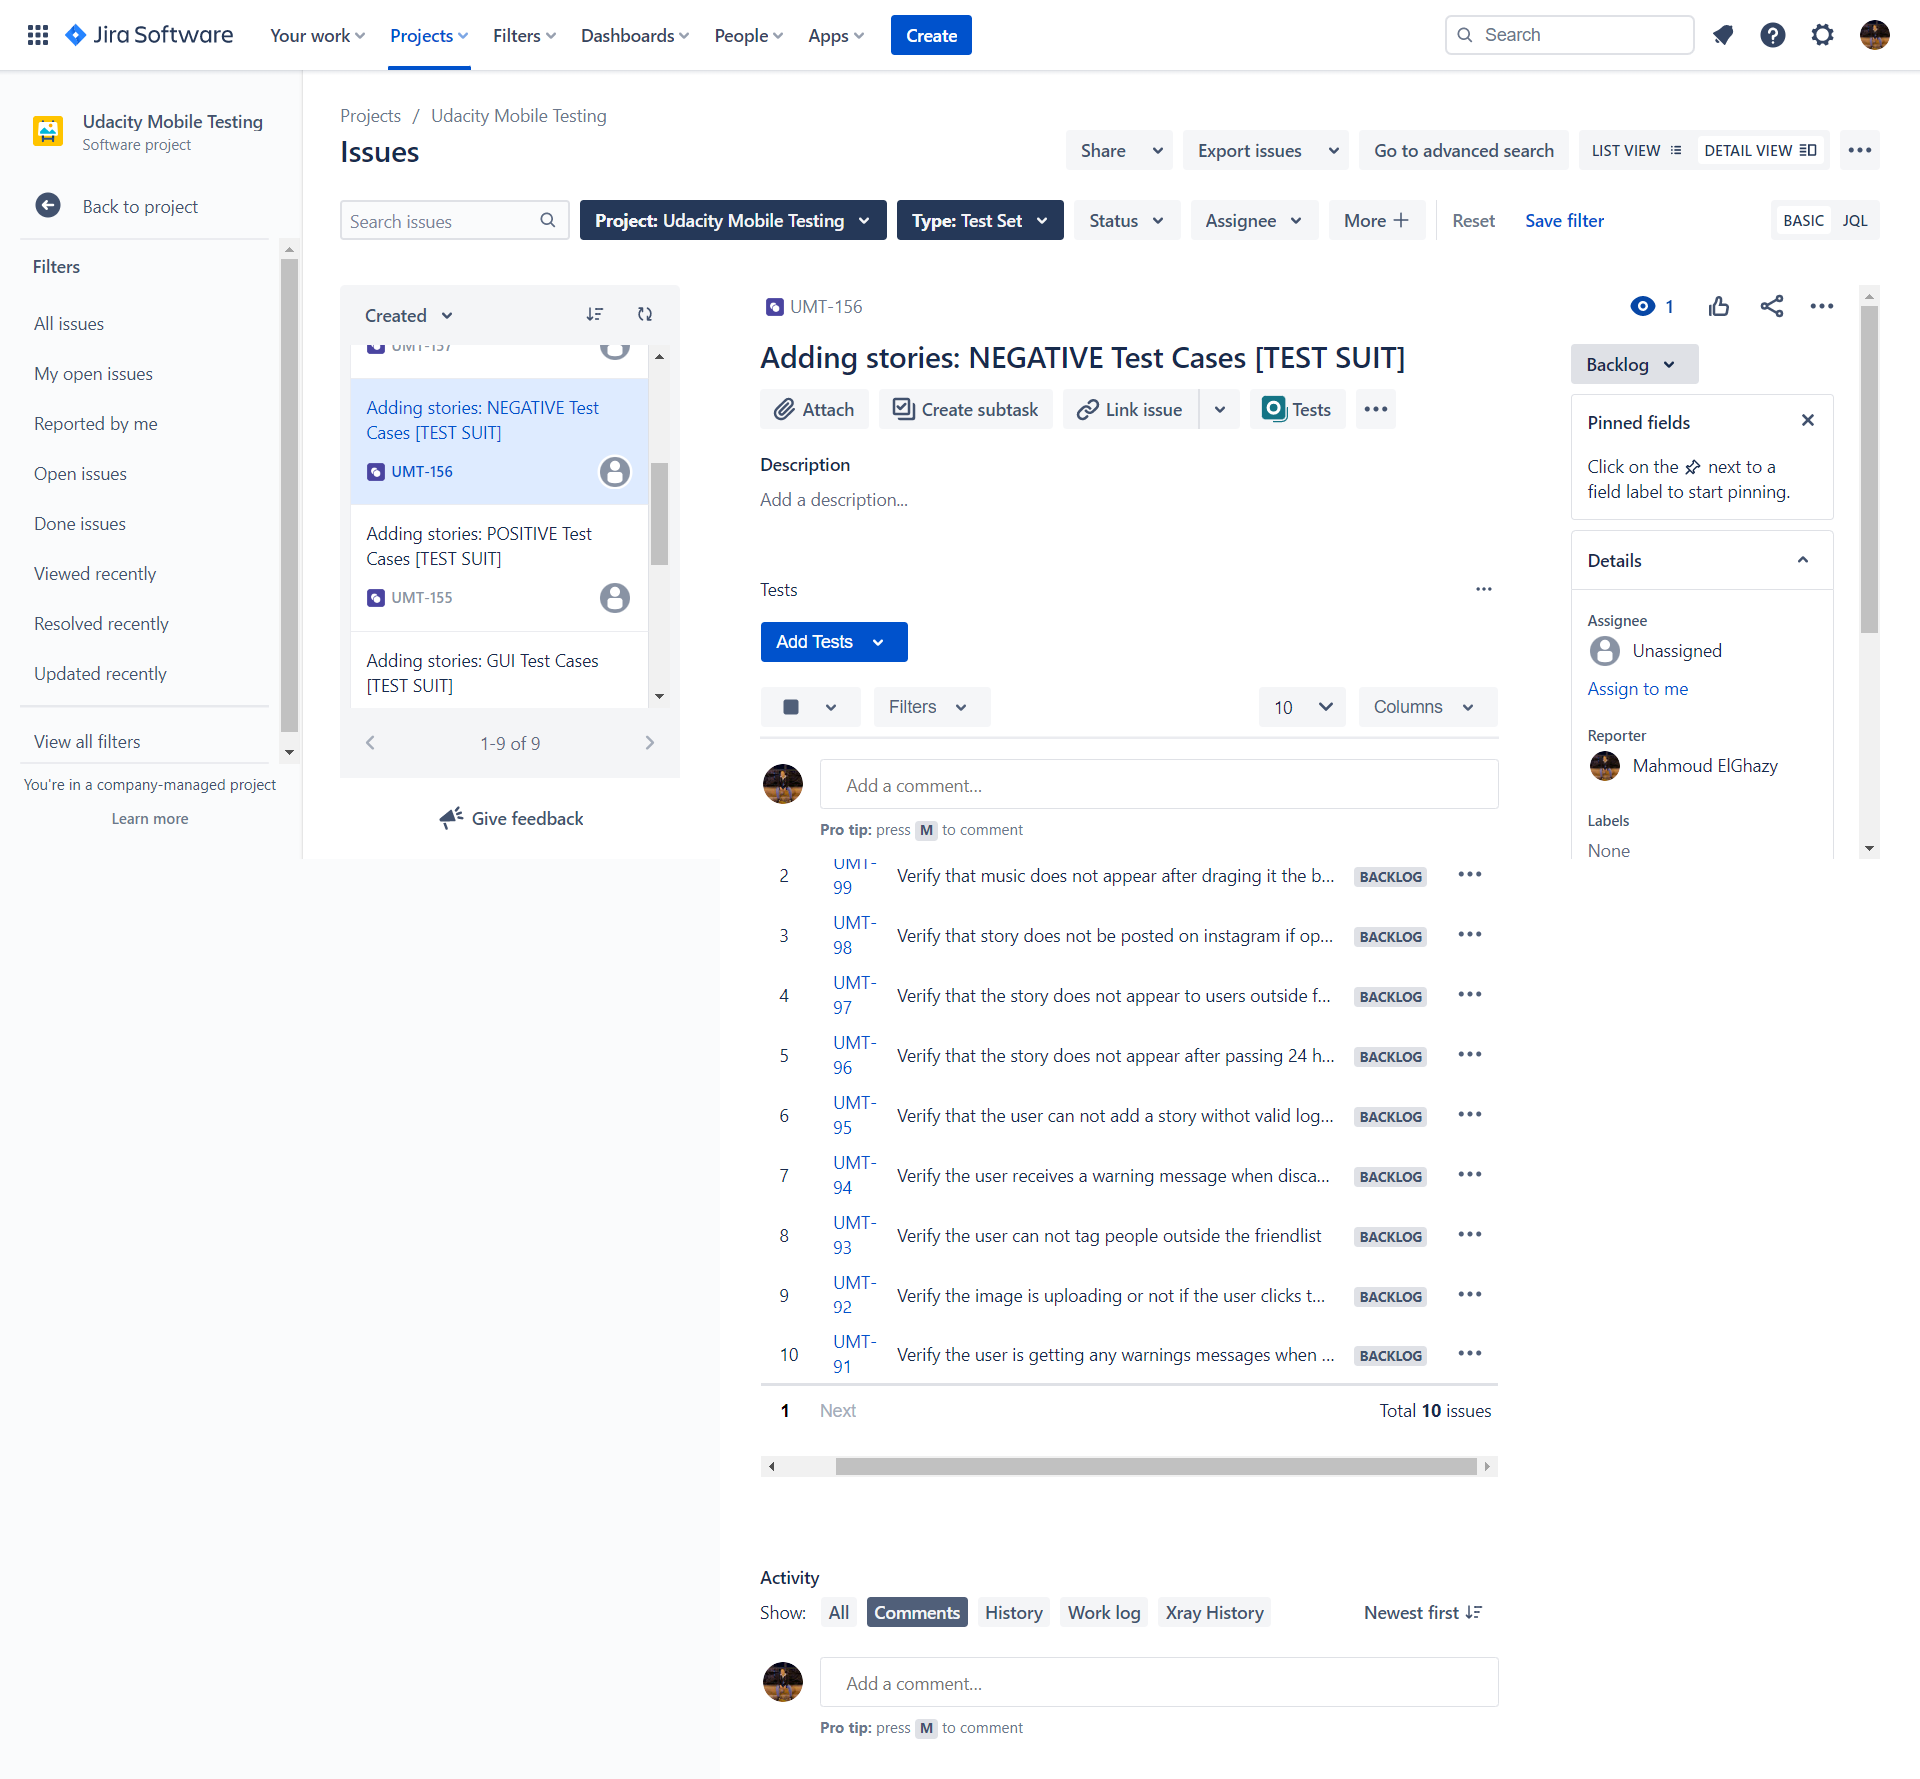 Jira Software
Your work
Projects
Filters
Dashboards
People
Apps
Create
Search
Udacity Mobile Testing
Software project
Back to project
Filters
All issues
My open issues
Reported by me
Open issues
Done issues
Viewed recently
Resolved recently
Updated recently
View all filters
You're in a company-managed project
Learn more
Projects / Udacity Mobile Testing
Issues
Share
Export issues
Go to advanced search
LIST VIEW
DETAIL VIEW
Search issues
Project: Udacity Mobile Testing
Type: Test Set
Status
Assignee
More
Reset
Save filter
BASIC
JQL
Created
UMT-157
Adding stories: NEGATIVE Test
Cases [TEST SUIT]
UMT-156
Adding stories: POSITIVE Test
Cases [TEST SUIT]
UMT-155
Adding stories: GUI Test Cases
[TEST SUIT]
1-9 of 9
Give feedback
UMT-156
1
Adding stories: NEGATIVE Test Cases [TEST SUIT]
Attach
Create subtask
Link issue
Tests
Description
Add a description...
Tests
Add Tests
Filters
10
Columns
Add a comment...
Pro tip: press M to comment
2 UMT-99 Verify that music does not appear after draging it the b... BACKLOG
3 UMT-98 Verify that story does not be posted on instagram if op... BACKLOG
4 UMT-97 Verify that the story does not appear to users outside f... BACKLOG
5 UMT-96 Verify that the story does not appear after passing 24 h... BACKLOG
6 UMT-95 Verify that the user can not add a story withot valid log... BACKLOG
7 UMT-94 Verify the user receives a warning message when disca... BACKLOG
8 UMT-93 Verify the user can not tag people outside the friendlist BACKLOG
9 UMT-92 Verify the image is uploading or not if the user clicks t... BACKLOG
10 UMT-91 Verify the user is getting any warnings messages when ... BACKLOG
1 Next
Total 10 issues
Activity
Show: All Comments History Work log Xray History
Newest first
Add a comment...
Pro tip: press M to comment
Backlog
Pinned fields
Click on the next to a
field label to start pinning.
Details
Assignee
Unassigned
Assign to me
Reporter
Mahmoud ElGhazy
Labels
None